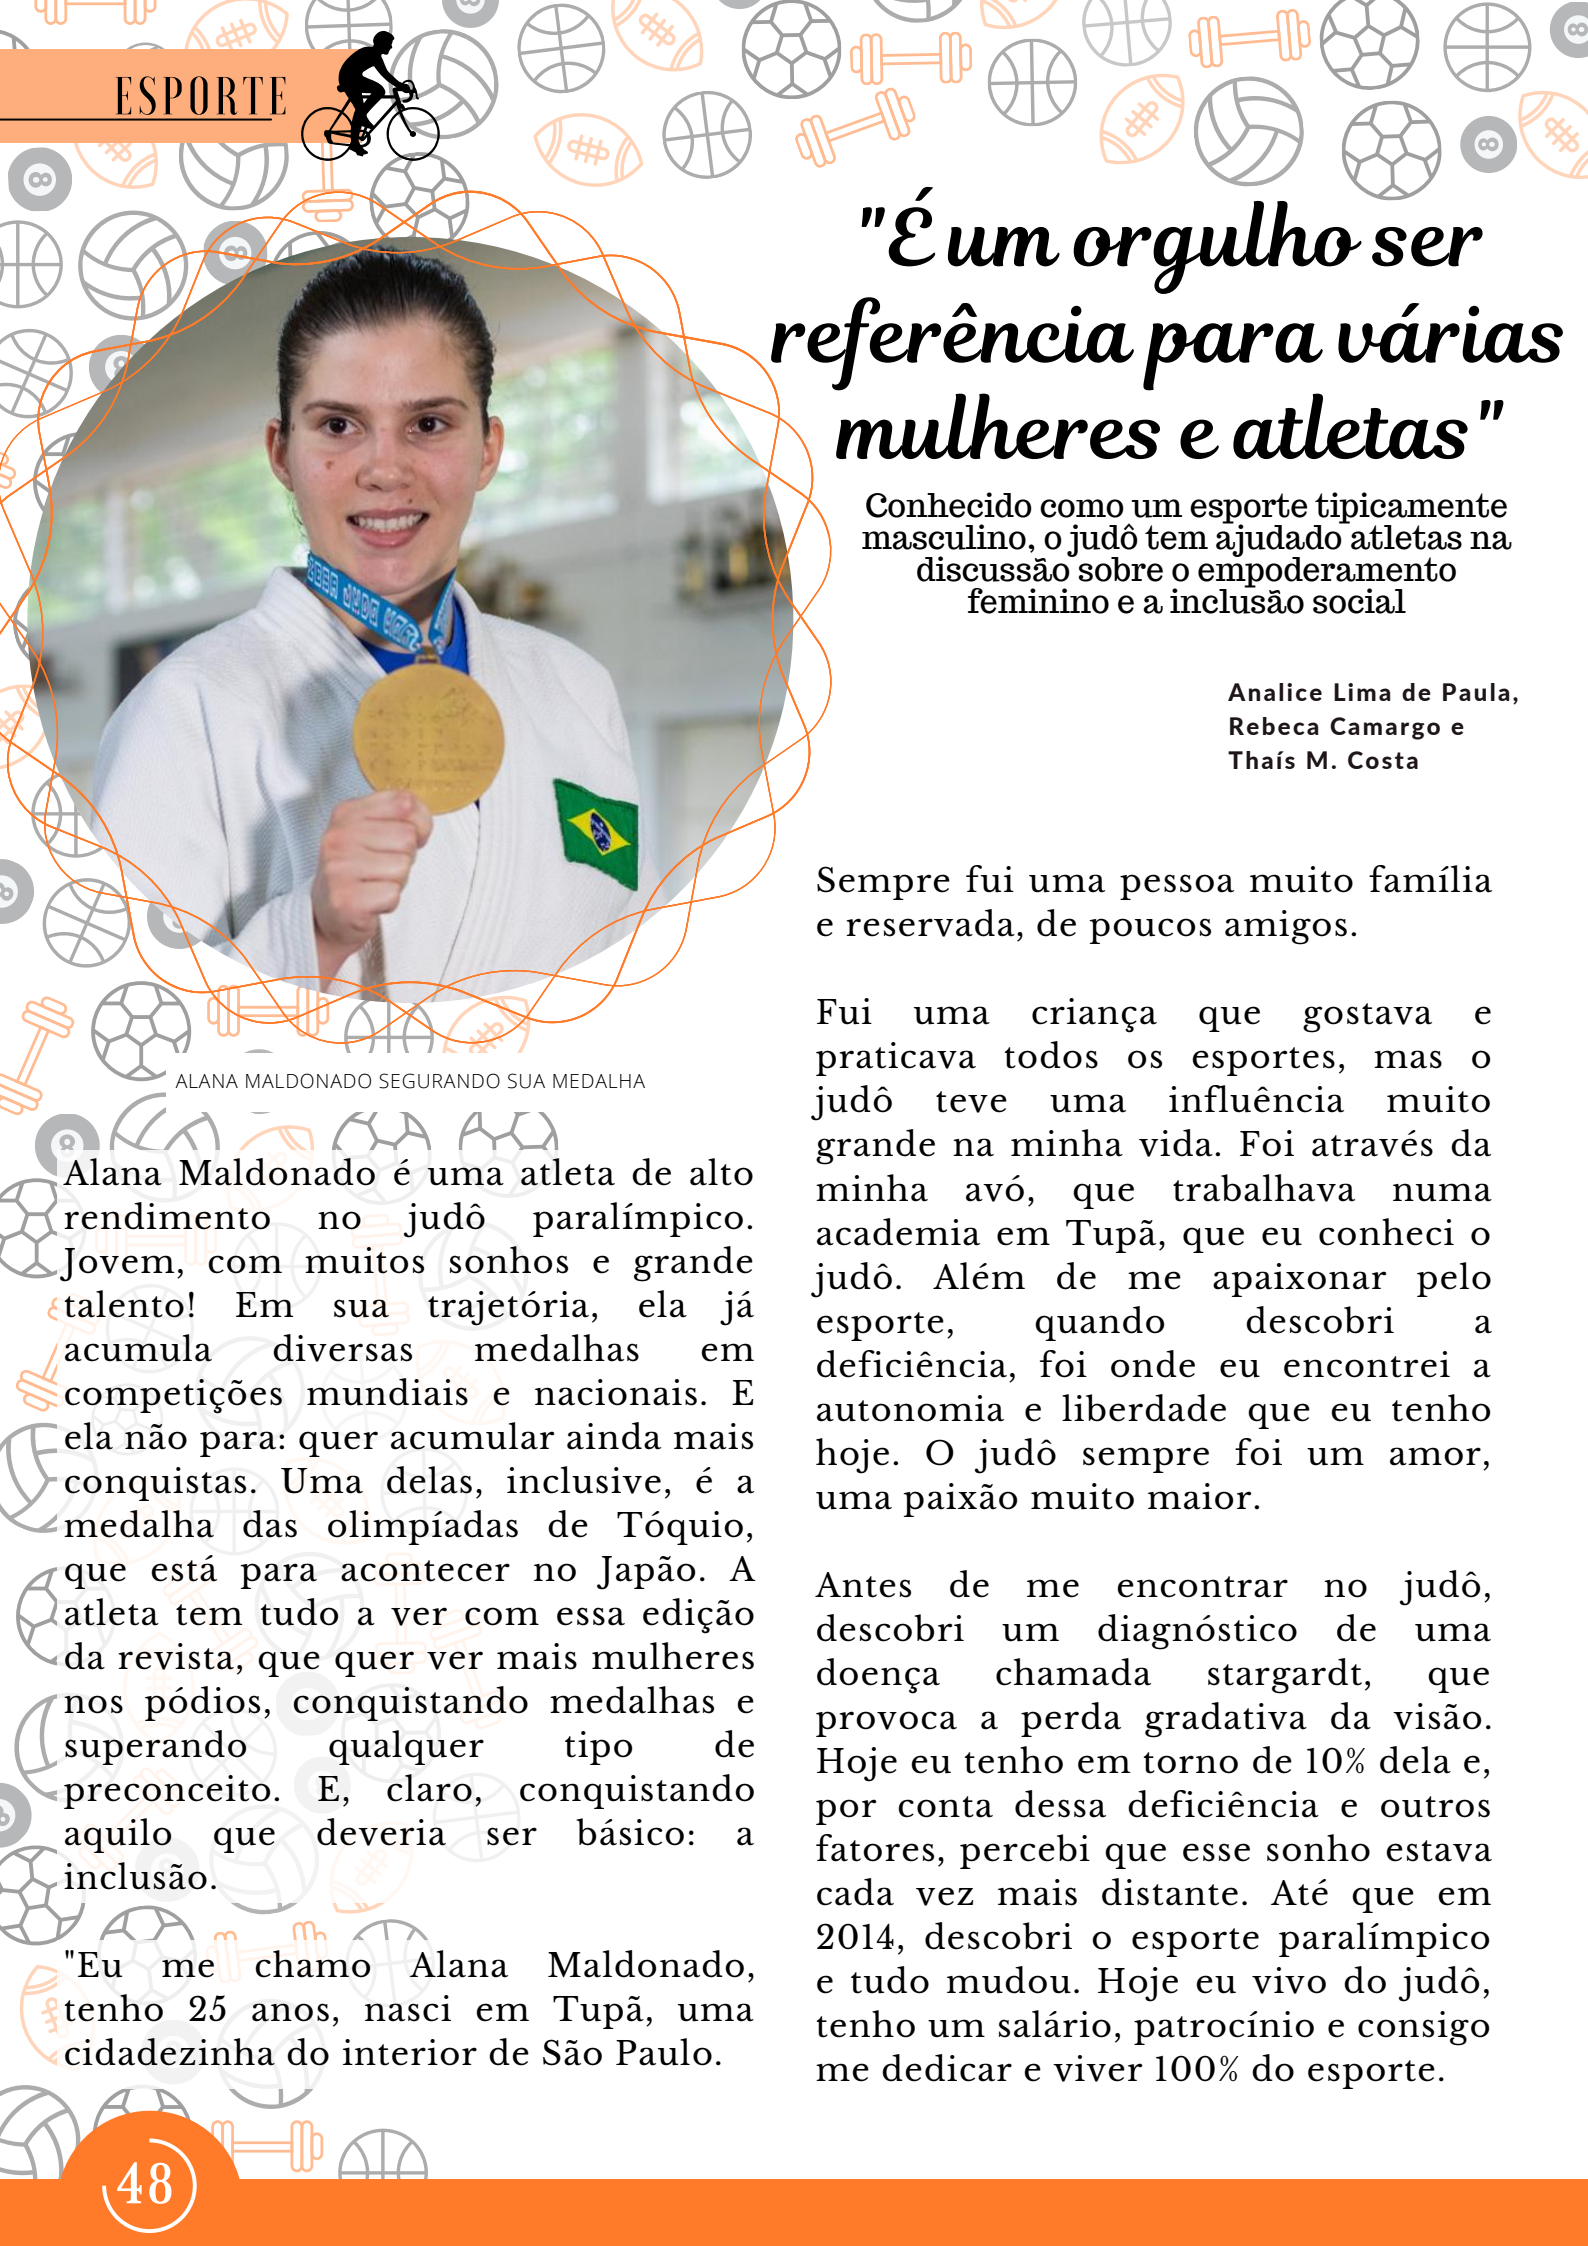 ESPORTE
"É um orgulho ser
referência para várias
mulheres e atletas"
Conhecido como um esporte tipicamente
masculino, o judô tem ajudado atletas na
discussão sobre o empoderamento
feminino e a inclusão social
Analice Lima de Paula,
Rebeca Camargo e
Thaís M. Costa
ALANA MALDONADO SEGURANDO SUA MEDALHA
Alana Maldonado é uma atleta de alto
rendimento no judô paralímpico.
Jovem, com muitos sonhos e grande
talento! Em sua trajetória, ela já
acumula diversas medalhas em
competições mundiais e nacionais. E
ela não para: quer acumular ainda mais
conquistas. Uma delas, inclusive, é a
medalha das olimpíadas de Tóquio,
que está para acontecer no Japão. A
atleta tem tudo a ver com essa edição
da revista, que quer ver mais mulheres
nos pódios, conquistando medalhas e
superando qualquer tipo de
preconceito. E, claro, conquistando
aquilo que deveria ser básico: a
inclusão.
"Eu me chamo Alana Maldonado,
tenho 25 anos, nasci em Tupã, uma
cidadezinha do interior de São Paulo.
Sempre fui uma pessoa muito família
e reservada, de poucos amigos.
Fui uma criança que gostava e
praticava todos os esportes, mas o
judô teve uma influência muito
grande na minha vida. Foi através da
minha avó, que trabalhava numa
academia em Tupã, que eu conheci o
judô. Além de me apaixonar pelo
esporte, quando descobri a
deficiência, foi onde eu encontrei a
autonomia e liberdade que eu tenho
hoje. O judô sempre foi um amor,
uma paixão muito maior.
Antes de me encontrar no judô,
descobri um diagnóstico de uma
doença chamada stargardt, que
provoca a perda gradativa da visão.
Hoje eu tenho em torno de 10% dela e,
por conta dessa deficiência e outros
fatores, percebi que esse sonho estava
cada vez mais distante. Até que em
2014, descobri o esporte paralímpico
e tudo mudou. Hoje eu vivo do judô,
tenho um salário, patrocínio e consigo
me dedicar e viver 100% do esporte.
48